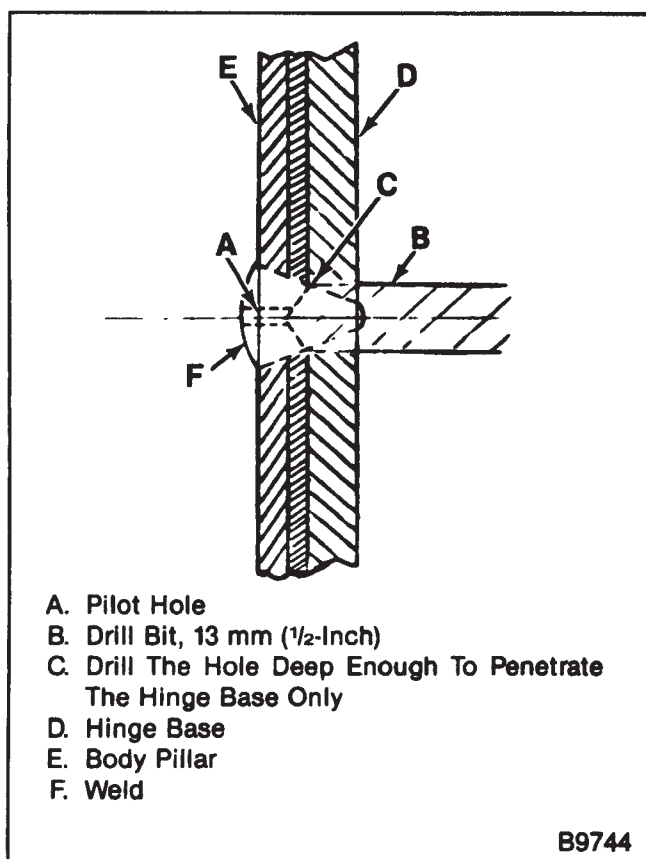 E
D
C
A
B
F
A. Pilot Hole
B. Drill Bit, 13 mm (1/2-Inch)
C. Drill The Hole Deep Enough To Penetrate
The Hinge Base Only
D. Hinge Base
E. Body Pillar
F. Weld
B9744